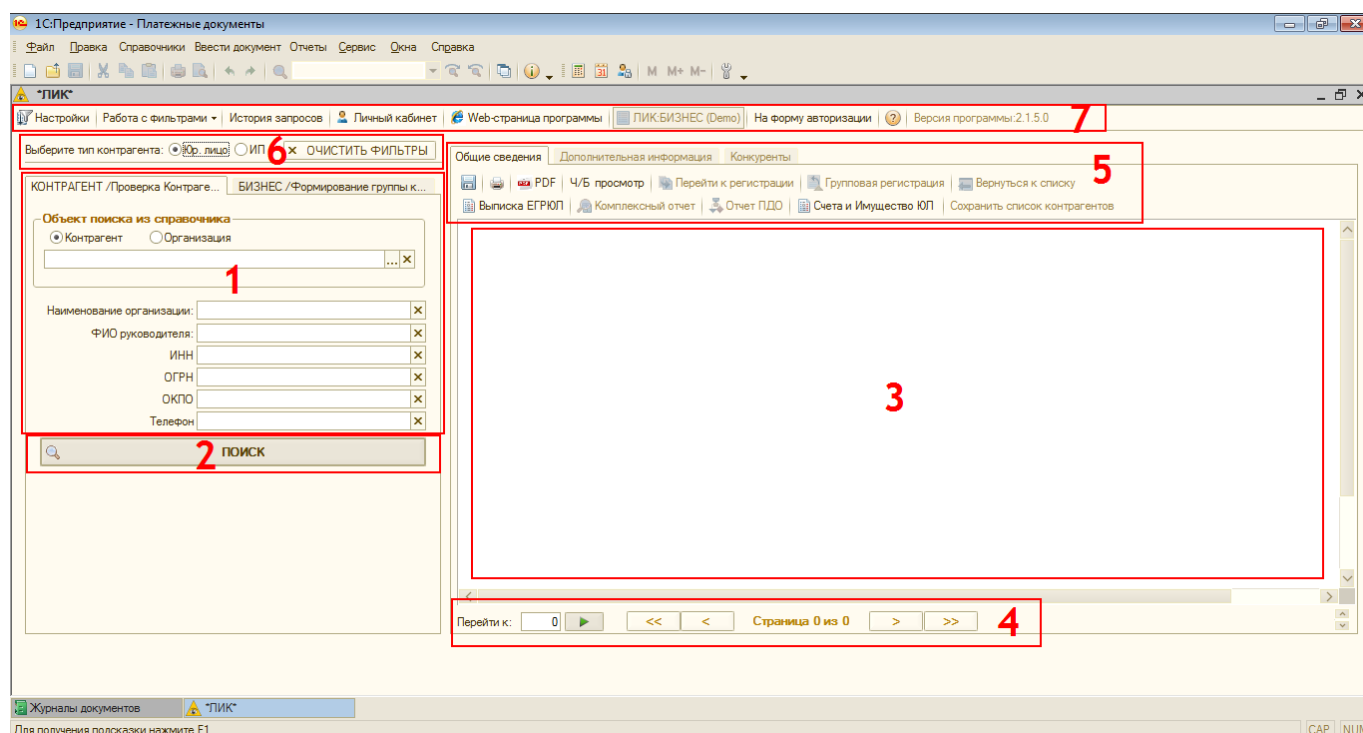 1С:Предприятие - Платежные документы
Файл Правка Справочники Ввести документ Отчеты Сервис Окна Справка
M M+ M-
*ПИК*
Настройки Работа с фильтрами История запросов Личный кабинет Web-страница программы ПИК:БИЗНЕС (Demo) На форму авторизации Версия программы:2.1.5.0 7
Выберите тип контрагента: Юр. лицо ИП 6 × ОЧИСТИТЬ ФИЛЬТРЫ
Общие сведения Дополнительная информация Конкуренты
5
PDF Ч/Б просмотр Перейти к регистрации Групповая регистрация Вернуться к списку
Выписка ЕГРЮЛ Комплексный отчет Отчет ПДО Счета и Имущество ЮЛ Сохранить список контрагентов
КОНТРАГЕНТ /Проверка Контраге... БИЗНЕС /Формирование группы к...
Объект поиска из справочника
Контрагент Организация
... ×
1
Наименование организации: ×
ФИО руководителя: ×
ИНН ×
ОГРН ×
ОКПО ×
Телефон ×
2 ПОИСК
3
Перейти к: 0 << < Страница 0 из 0 > >> 4
Журналы документов *ПИК*
Для получения подсказки нажмите F1 CAP NUM